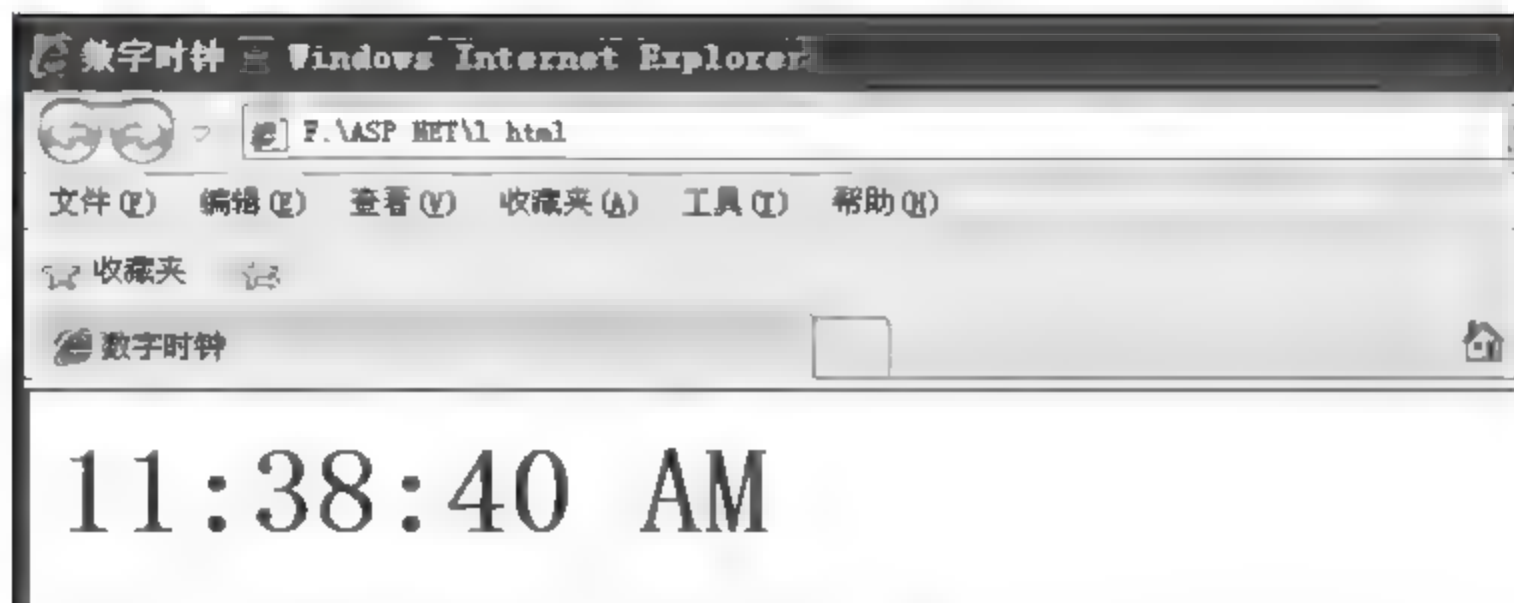 数字时钟 - Windows Internet Explorer
F:\ASP NET\1 html
文件(F) 编辑(E) 查看(V) 收藏夹(A) 工具(T) 帮助(H)
收藏夹
数字时钟
11:38:40 AM